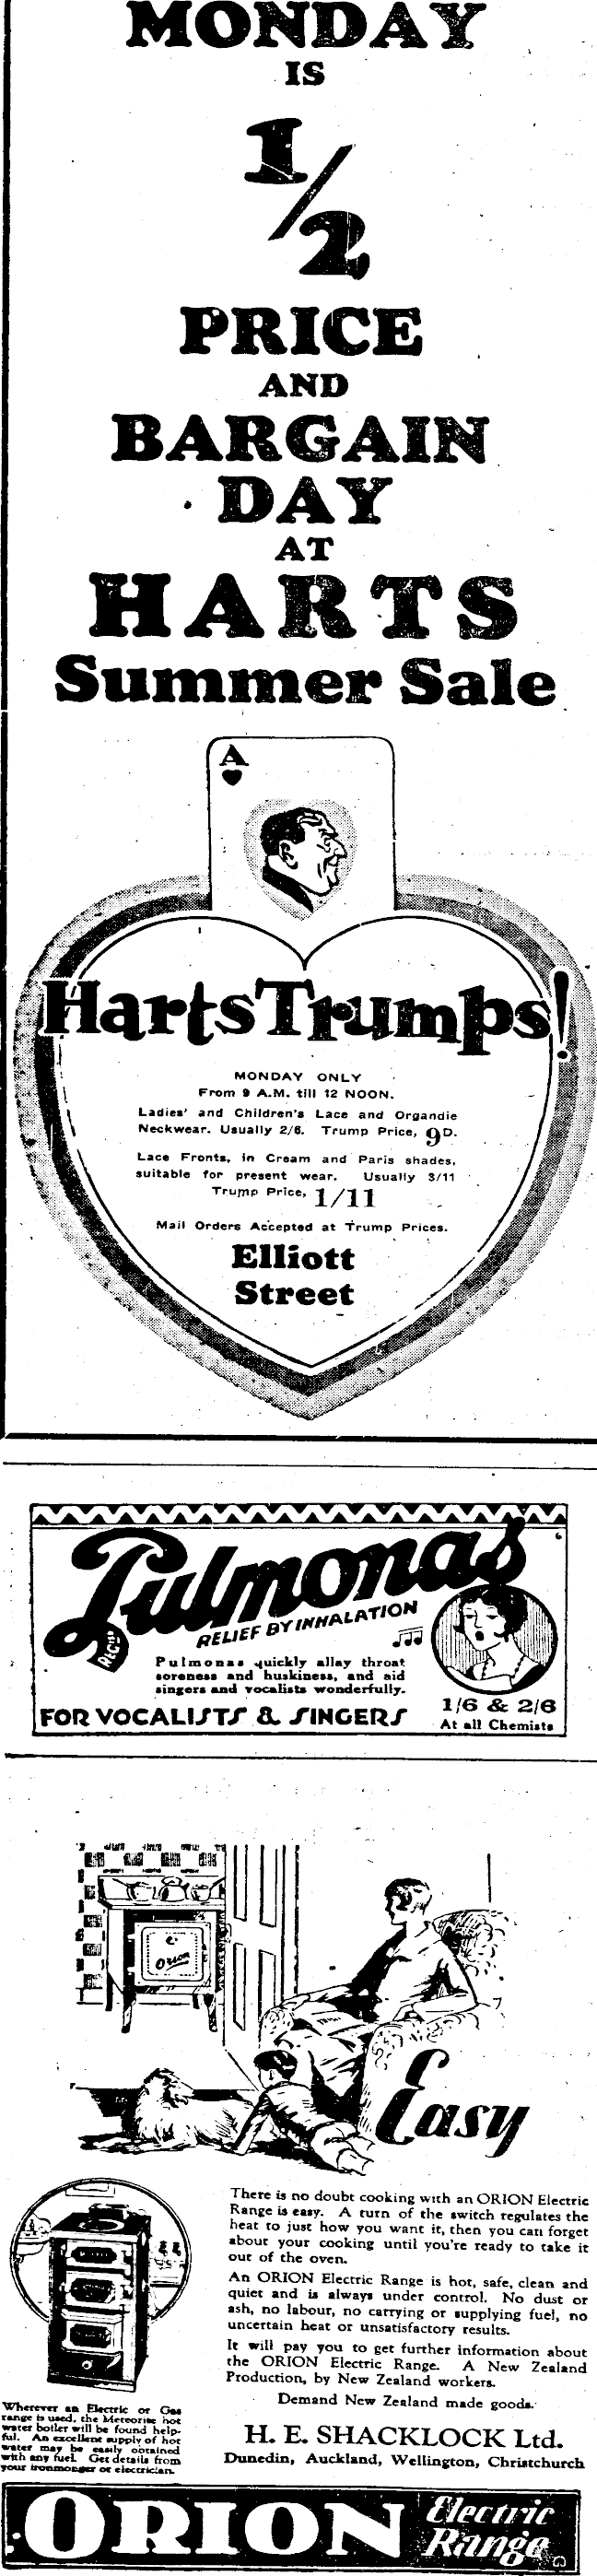 MONDAY
IS
1/2
PRICE
AND
BARGAIN
DAY
AT
HARTS
Summer Sale
A
Harts Trumps!
MONDAY ONLY
From 9 A.M. till 12 NOON.
Ladies' and Children's Lace and Organdie
Neckwear. Usually 2/6. Trump Price, 9D.
Lace Fronts, in Cream and Paris shades,
suitable for present wear. Usually 3/11
Trump Price, 1/11
Mail Orders Accepted at Trump Prices.
Elliott
Street
Pulmonas
REGD
RELIEF BY INHALATION
Pulmonas quickly allay throat
soreness and huskiness, and aid
singers and vocalists wonderfully.
FOR VOCALISTS & SINGERS
1/6 & 2/6
At all Chemists
Orion
Easy
There is no doubt cooking with an ORION Electric
Range is easy. A turn of the switch regulates the
heat to just how you want it, then you can forget
about your cooking until you're ready to take it
out of the oven.
An ORION Electric Range is hot, safe, clean and
quiet and is always under control. No dust or
ash, no labour, no carrying or supplying fuel, no
uncertain heat or unsatisfactory results.
It will pay you to get further information about
the ORION Electric Range. A New Zealand
Production, by New Zealand workers.
Demand New Zealand made goods.
Wherever an Electric or Gas
range is used, the Meteorise hot
water boiler will be found help-
ful. An excellent supply of hot
water may be easily obtained
with any fuel. Get details from
your ironmonger or electrician.
H. E. SHACKLOCK Ltd.
Dunedin, Auckland, Wellington, Christchurch
ORION Electric
Range